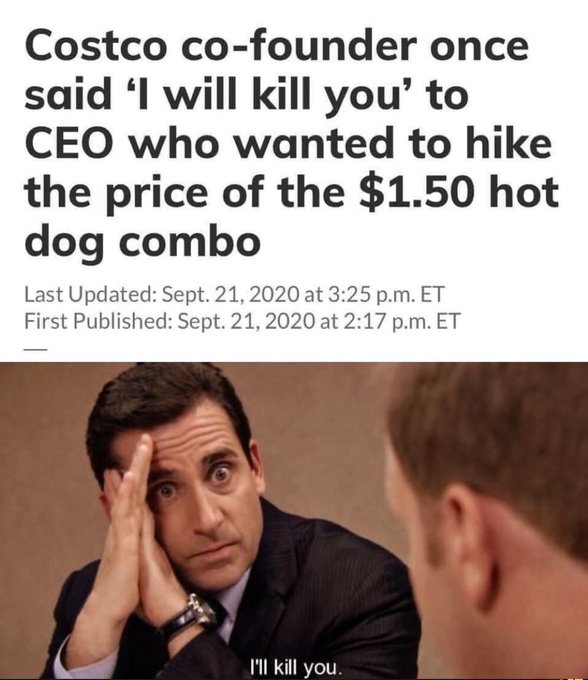 Costco co-founder once
said ‘I will kill you’ to
CEO who wanted to hike
the price of the $1.50 hot
dog combo
Last Updated: Sept. 21, 2020 at 3:25 p.m. ET
First Published: Sept. 21, 2020 at 2:17 p.m. ET
I'll kill you.